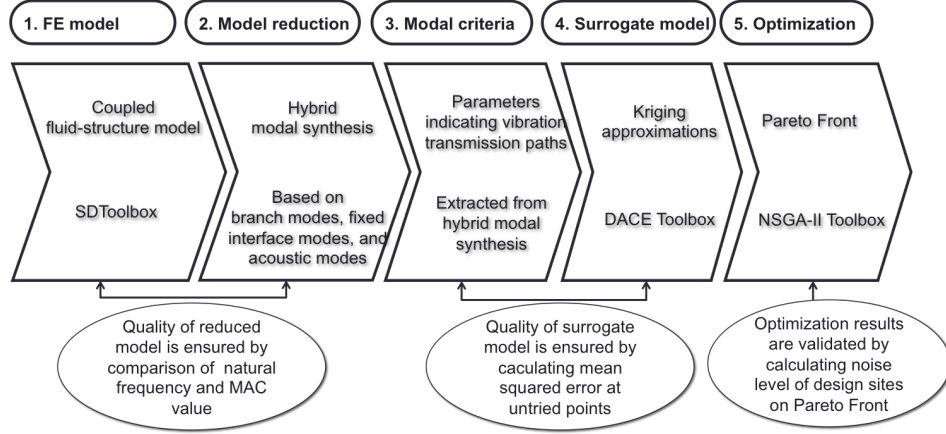 1. FE model
2. Model reduction
3. Modal criteria
4. Surrogate model
5. Optimization
Coupled
fluid-structure model
SDToolbox
Hybrid
modal synthesis
Based on
branch modes, fixed
interface modes, and
acoustic modes
Parameters
indicating vibration
transmission paths
Extracted from
hybrid modal
synthesis
Kriging
approximations
DACE Toolbox
Pareto Front
NSGA-II Toolbox
Quality of reduced
model is ensured by
comparison of natural
frequency and MAC
value
Quality of surrogate
model is ensured by
caculating mean
squared error at
untried points
Optimization results
are validated by
calculating noise
level of design sites
on Pareto Front